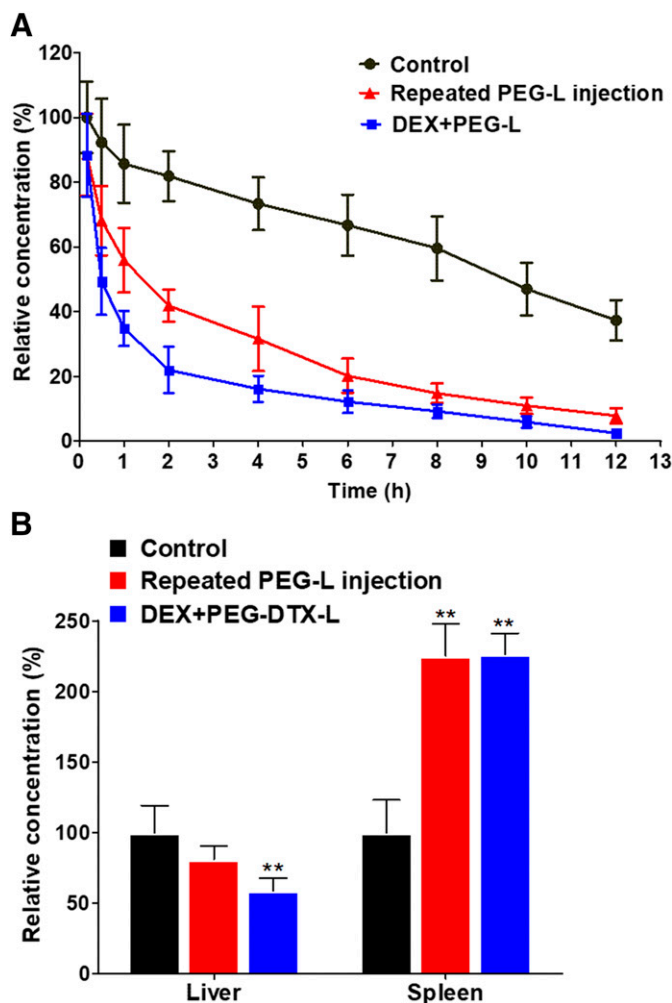 A
Relative concentration (%)
120
100
80
60
40
20
0
Control
Repeated PEG-L injection
DEX+PEG-L
0 1 2 3 4 5 6 7 8 9 10 11 12 13
Time (h)
B
Control
Repeated PEG-L injection
DEX+PEG-DTX-L
Relative concentration (%)
250
200
150
100
50
0
**
**
**
Liver Spleen